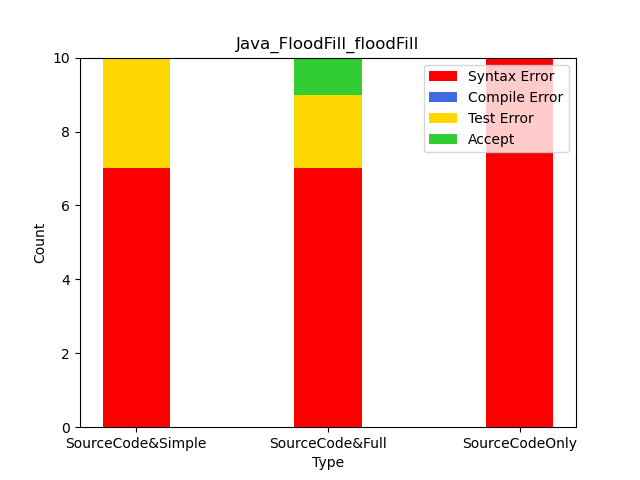 Java_FloodFill_floodFill
10
8
6
4
2
0
Count
Syntax Error
Compile Error
Test Error
Accept
SourceCode&Simple
SourceCode&Full
SourceCodeOnly
Type